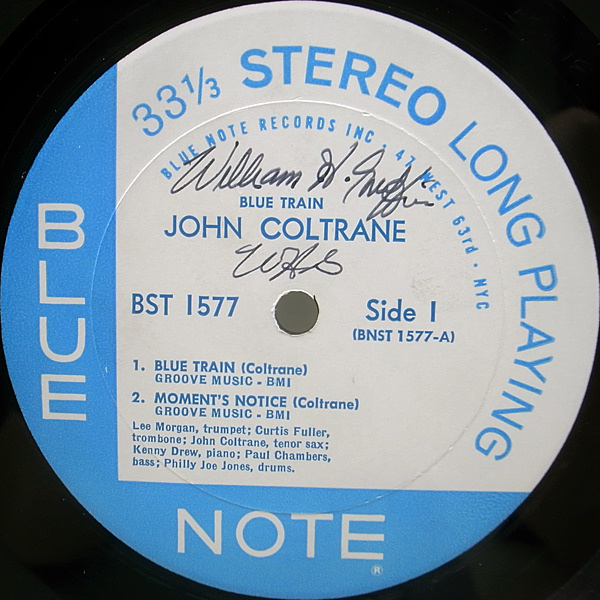 33⅓ STEREO LONG PLAYING
BLUE NOTE RECORDS INC · 47 WEST 63rd · NYC
William H.
BLUE TRAIN
JOHN COLTRANE
BST 1577
Side 1
(BNST 1577-A)
1. BLUE TRAIN (Coltrane)
GROOVE MUSIC - BMI
2. MOMENT'S NOTICE (Coltrane)
GROOVE MUSIC - BMI
Lee Morgan, trumpet; Curtis Fuller,
trombone; John Coltrane, tenor sax;
Kenny Drew, piano; Paul Chambers,
bass; Philly Joe Jones, drums.
BLUE
NOTE
®